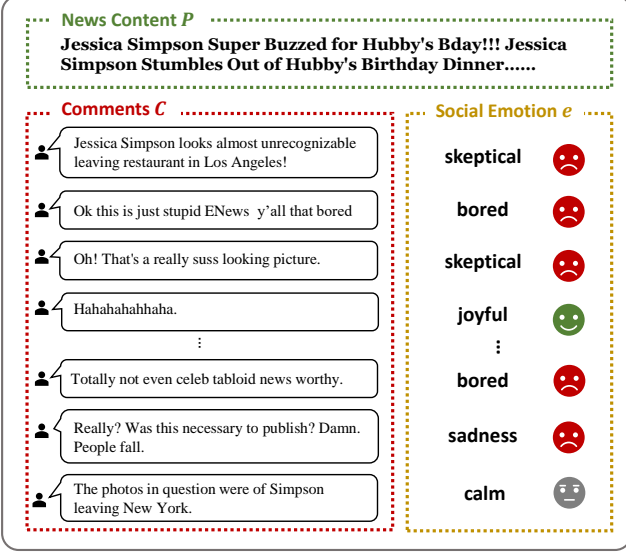 News Content P
Jessica Simpson Super Buzzed for Hubby's Bday!!! Jessica
Simpson Stumbles Out of Hubby's Birthday Dinner......
Comments C
Jessica Simpson looks almost unrecognizable
leaving restaurant in Los Angeles!
Ok this is just stupid ENews y'all that bored
Oh! That's a really suss looking picture.
Hahahahahhaha.
⋮
Totally not even celeb tabloid news worthy.
Really? Was this necessary to publish? Damn.
People fall.
The photos in question were of Simpson
leaving New York.
Social Emotion e
skeptical
bored
skeptical
joyful
⋮
bored
sadness
calm